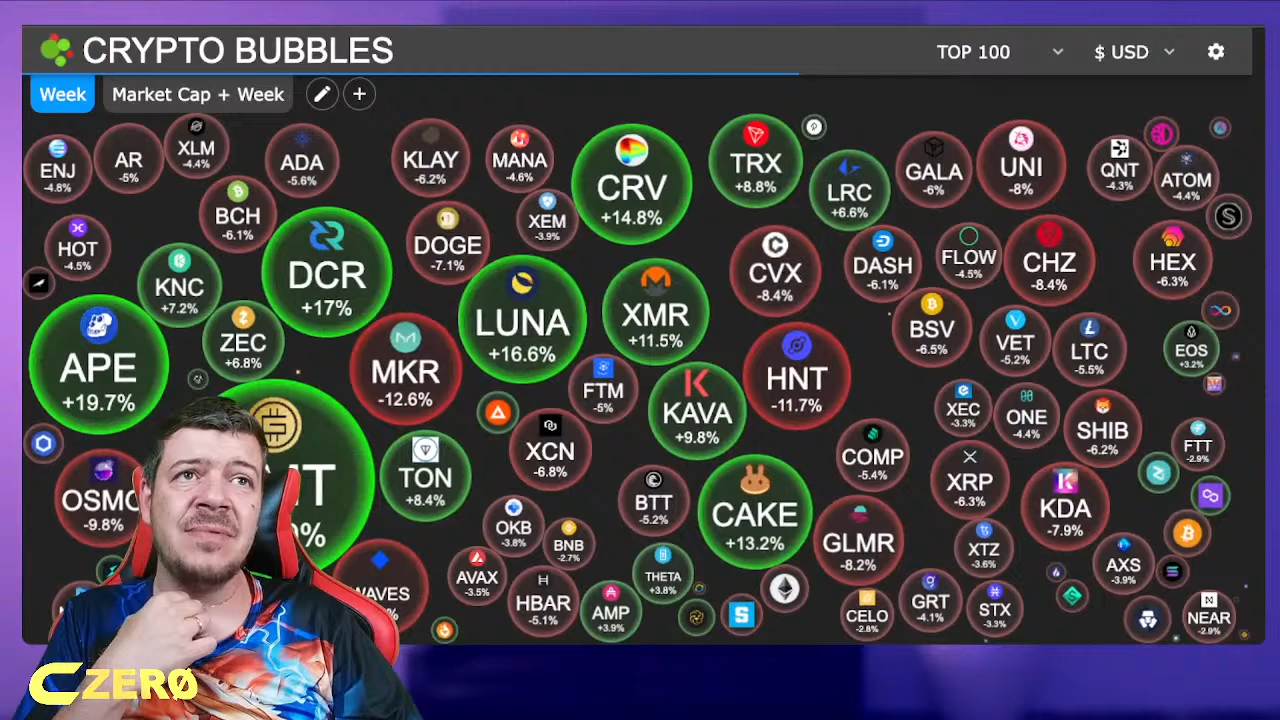 CRYPTO BUBBLES
TOP 100
$ USD
Week
Market Cap + Week
ENJ
-4.8%
AR
-5%
XLM
-4.4%
ADA
-5.6%
KLAY
-6.2%
MANA
-4.6%
CRV
+14.8%
TRX
+8.8%
LRC
+6.6%
GALA
-6%
UNI
-8%
QNT
-4.3%
ATOM
-4.4%
HOT
-4.5%
BCH
-6.1%
KNC
+7.2%
DCR
+17%
DOGE
-7.1%
XEM
-3.9%
CVX
-8.4%
DASH
-6.1%
FLOW
-4.5%
CHZ
-8.4%
HEX
-6.3%
APE
+19.7%
ZEC
+6.8%
MKR
-12.6%
LUNA
+16.6%
XMR
+11.5%
FTM
-5%
KAVA
+9.8%
HNT
-11.7%
BSV
-6.5%
VET
-5.2%
LTC
-5.5%
EOS
+3.2%
XEC
-3.3%
ONE
-4.4%
SHIB
-6.2%
FTT
-2.9%
OSMO
-9.8%
TON
+8.4%
XCN
-6.8%
BTT
-5.2%
CAKE
+13.2%
COMP
-5.4%
XRP
-6.3%
KDA
-7.9%
OKB
-3.8%
BNB
-2.7%
GLMR
-8.2%
XTZ
-3.6%
AXS
-3.9%
WAVES
AVAX
-3.5%
HBAR
-5.1%
AMP
+3.9%
THETA
+3.8%
CELO
-2.8%
GRT
-4.1%
STX
-3.3%
NEAR
-2.9%
CZERØ